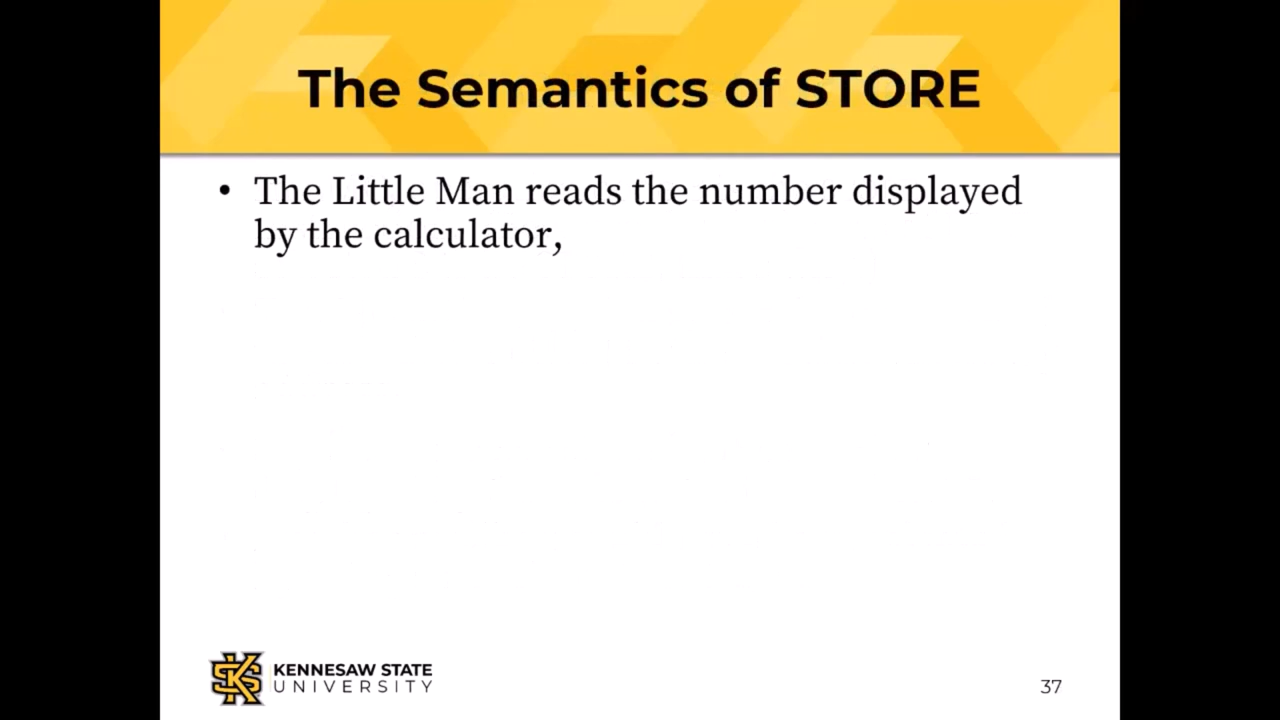 The Semantics of STORE
• The Little Man reads the number displayed
by the calculator,
KENNESAW STATE
UNIVERSITY
37